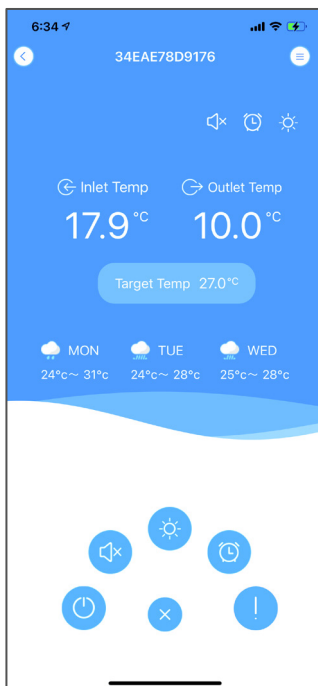 6:34
34EAE78D9176
Inlet Temp Outlet Temp
17.9°C 10.0°C
Target Temp 27.0°C
MON TUE WED
24°c～ 31°c 24°c～ 28°c 25°c～ 28°c